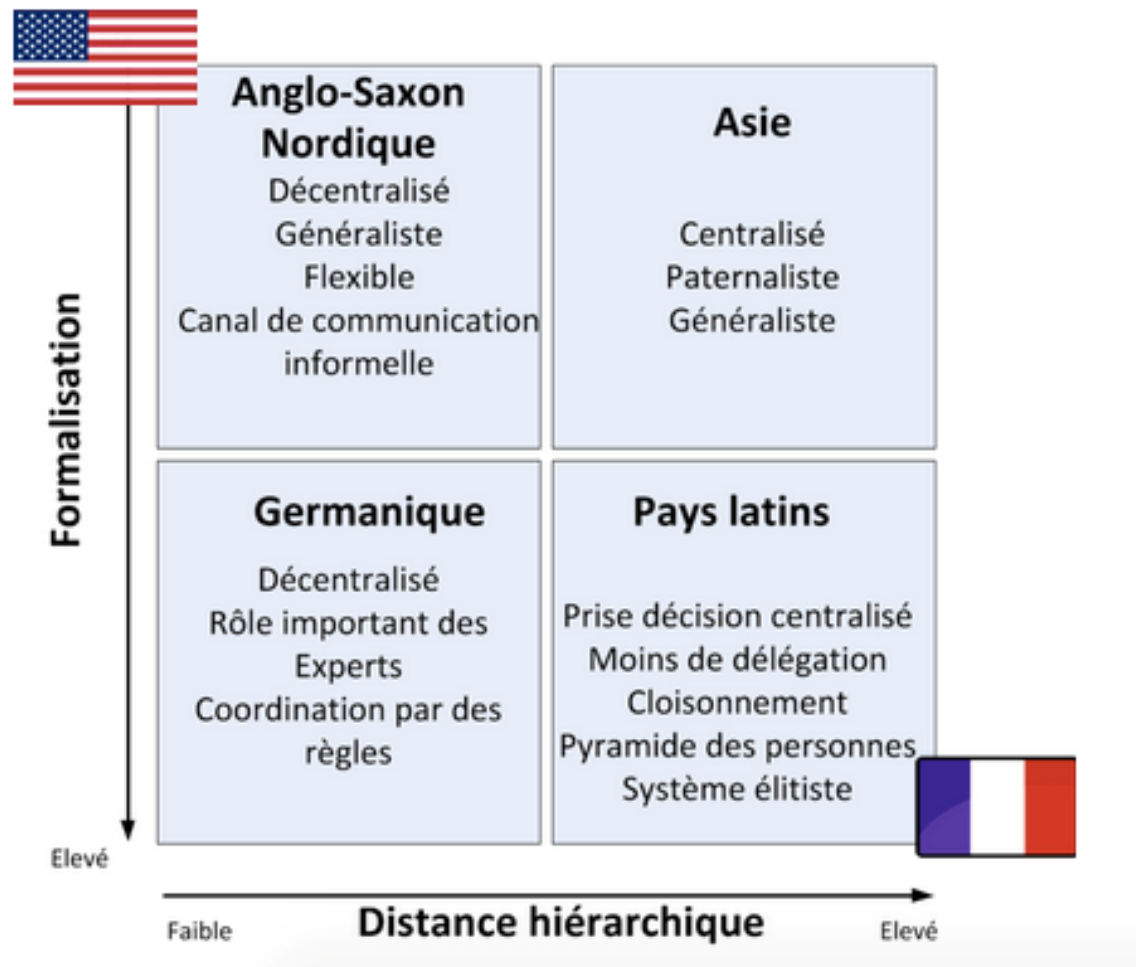 Anglo-Saxon
Nordique
Décentralisé
Généraliste
Flexible
Canal de communication
informelle
Asie
Centralisé
Paternaliste
Généraliste
Formalisation
Germanique
Décentralisé
Rôle important des
Experts
Coordination par des
règles
Pays latins
Prise décision centralisé
Moins de délégation
Cloisonnement
Pyramide des personnes
Système élitiste
Elevé
Faible
Distance hiérarchique
Elevé